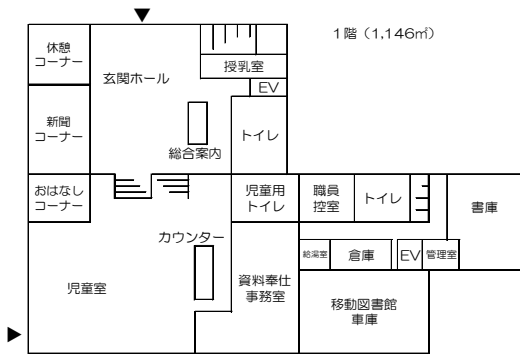 1階（1,146㎡）
休憩
コーナー
玄関ホール
授乳室
EV
新聞
コーナー
トイレ
総合案内
おはなし
コーナー
児童用
トイレ
職員
控室
トイレ
書庫
カウンター
児童室
資料奉仕
事務室
給湯室
倉庫
EV
管理室
移動図書館
車庫